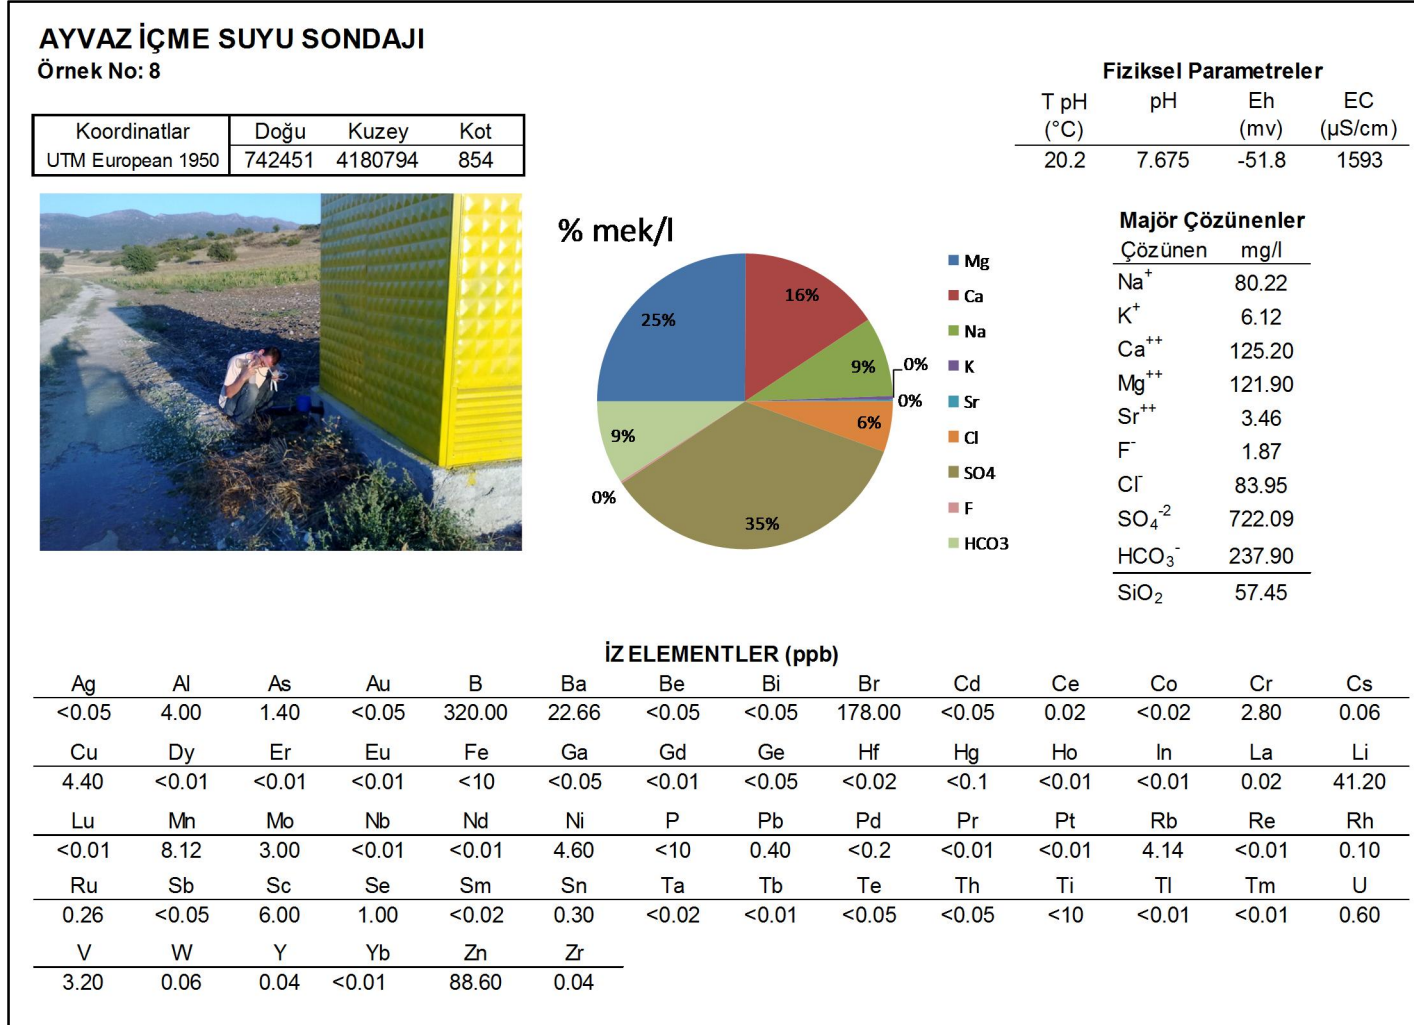 AYVAZ İÇME SUYU SONDAJI
Örnek No: 8
Koordinatlar Doğu Kuzey Kot
UTM European 1950 742451 4180794 854
Fiziksel Parametreler
T pH pH Eh EC
(°C) (mv) (µS/cm)
20.2 7.675 -51.8 1593
% mek/l
25%
16%
9%
0%
0%
6%
35%
0%
9%
Mg
Ca
Na
K
Sr
Cl
SO4
F
HCO3
Majör Çözünenler
Çözünen mg/l
Na⁺ 80.22
K⁺ 6.12
Ca⁺⁺ 125.20
Mg⁺⁺ 121.90
Sr⁺⁺ 3.46
F⁻ 1.87
Cl⁻ 83.95
SO₄⁻² 722.09
HCO₃⁻ 237.90
SiO₂ 57.45
İZ ELEMENTLER (ppb)
Ag Al As Au B Ba Be Bi Br Cd Ce Co Cr Cs
<0.05 4.00 1.40 <0.05 320.00 22.66 <0.05 <0.05 178.00 <0.05 0.02 <0.02 2.80 0.06
Cu Dy Er Eu Fe Ga Gd Ge Hf Hg Ho In La Li
4.40 <0.01 <0.01 <0.01 <10 <0.05 <0.01 <0.05 <0.02 <0.1 <0.01 <0.01 0.02 41.20
Lu Mn Mo Nb Nd Ni P Pb Pd Pr Pt Rb Re Rh
<0.01 8.12 3.00 <0.01 <0.01 4.60 <10 0.40 <0.2 <0.01 <0.01 4.14 <0.01 0.10
Ru Sb Sc Se Sm Sn Ta Tb Te Th Ti Tl Tm U
0.26 <0.05 6.00 1.00 <0.02 0.30 <0.02 <0.01 <0.05 <0.05 <10 <0.01 <0.01 0.60
V W Y Yb Zn Zr
3.20 0.06 0.04 <0.01 88.60 0.04